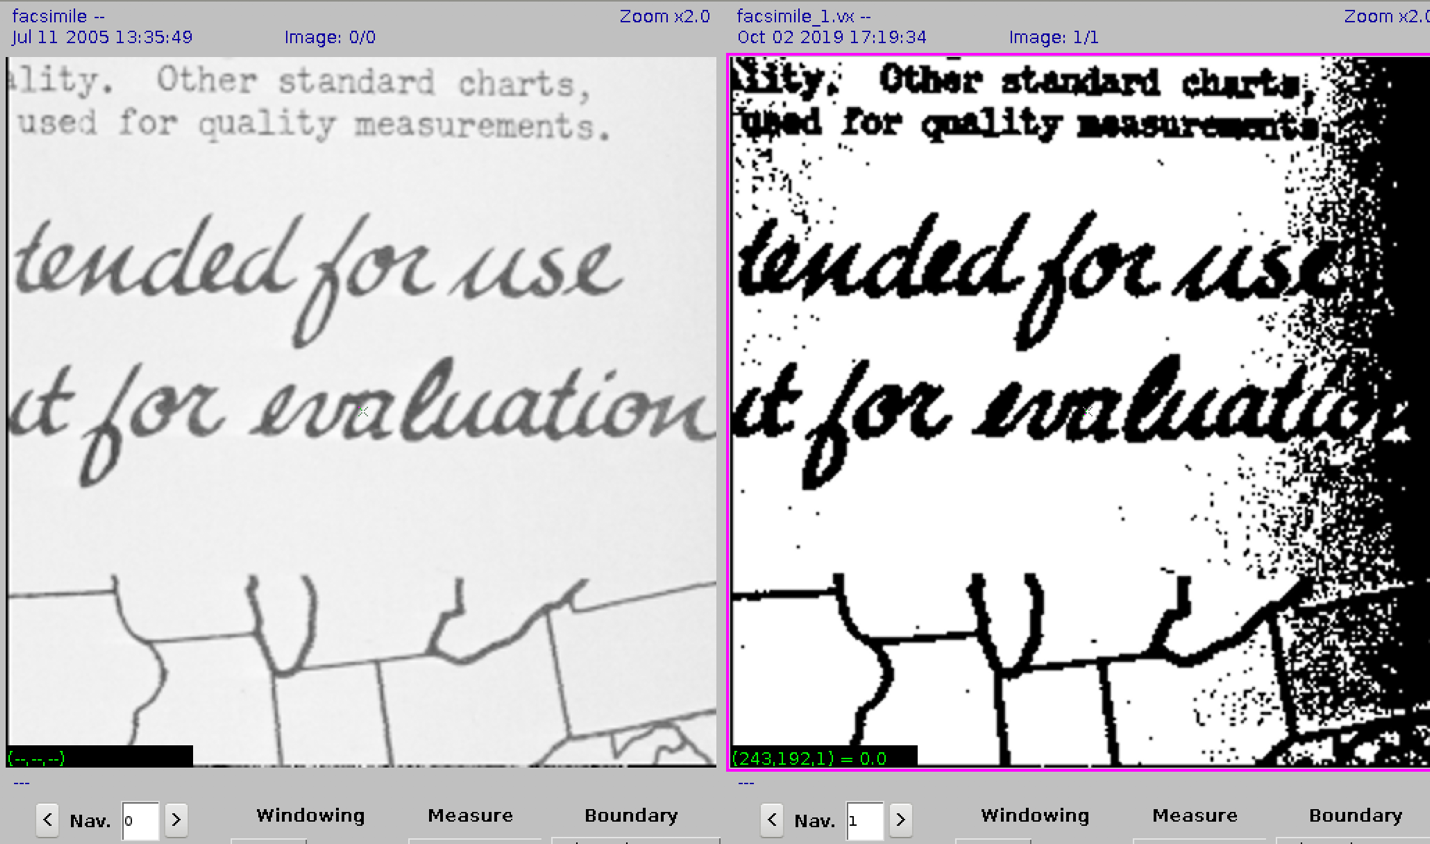 facsimile --
Zoom x2.0
Jul 11 2005 13:35:49
Image: 0/0
ality. Other standard charts,
used for quality measurements.
tended for use
ut for evaluation
(--,--,--)
---
< Nav. 0 >
Windowing
Measure
Boundary
facsimile_1.vx --
Zoom x2.0
Oct 02 2019 17:19:34
Image: 1/1
ality. Other standard charts,
used for quality measurements.
tended for use
ut for evaluation
(243,192,1) = 0.0
---
< Nav. 1 >
Windowing
Measure
Boundary